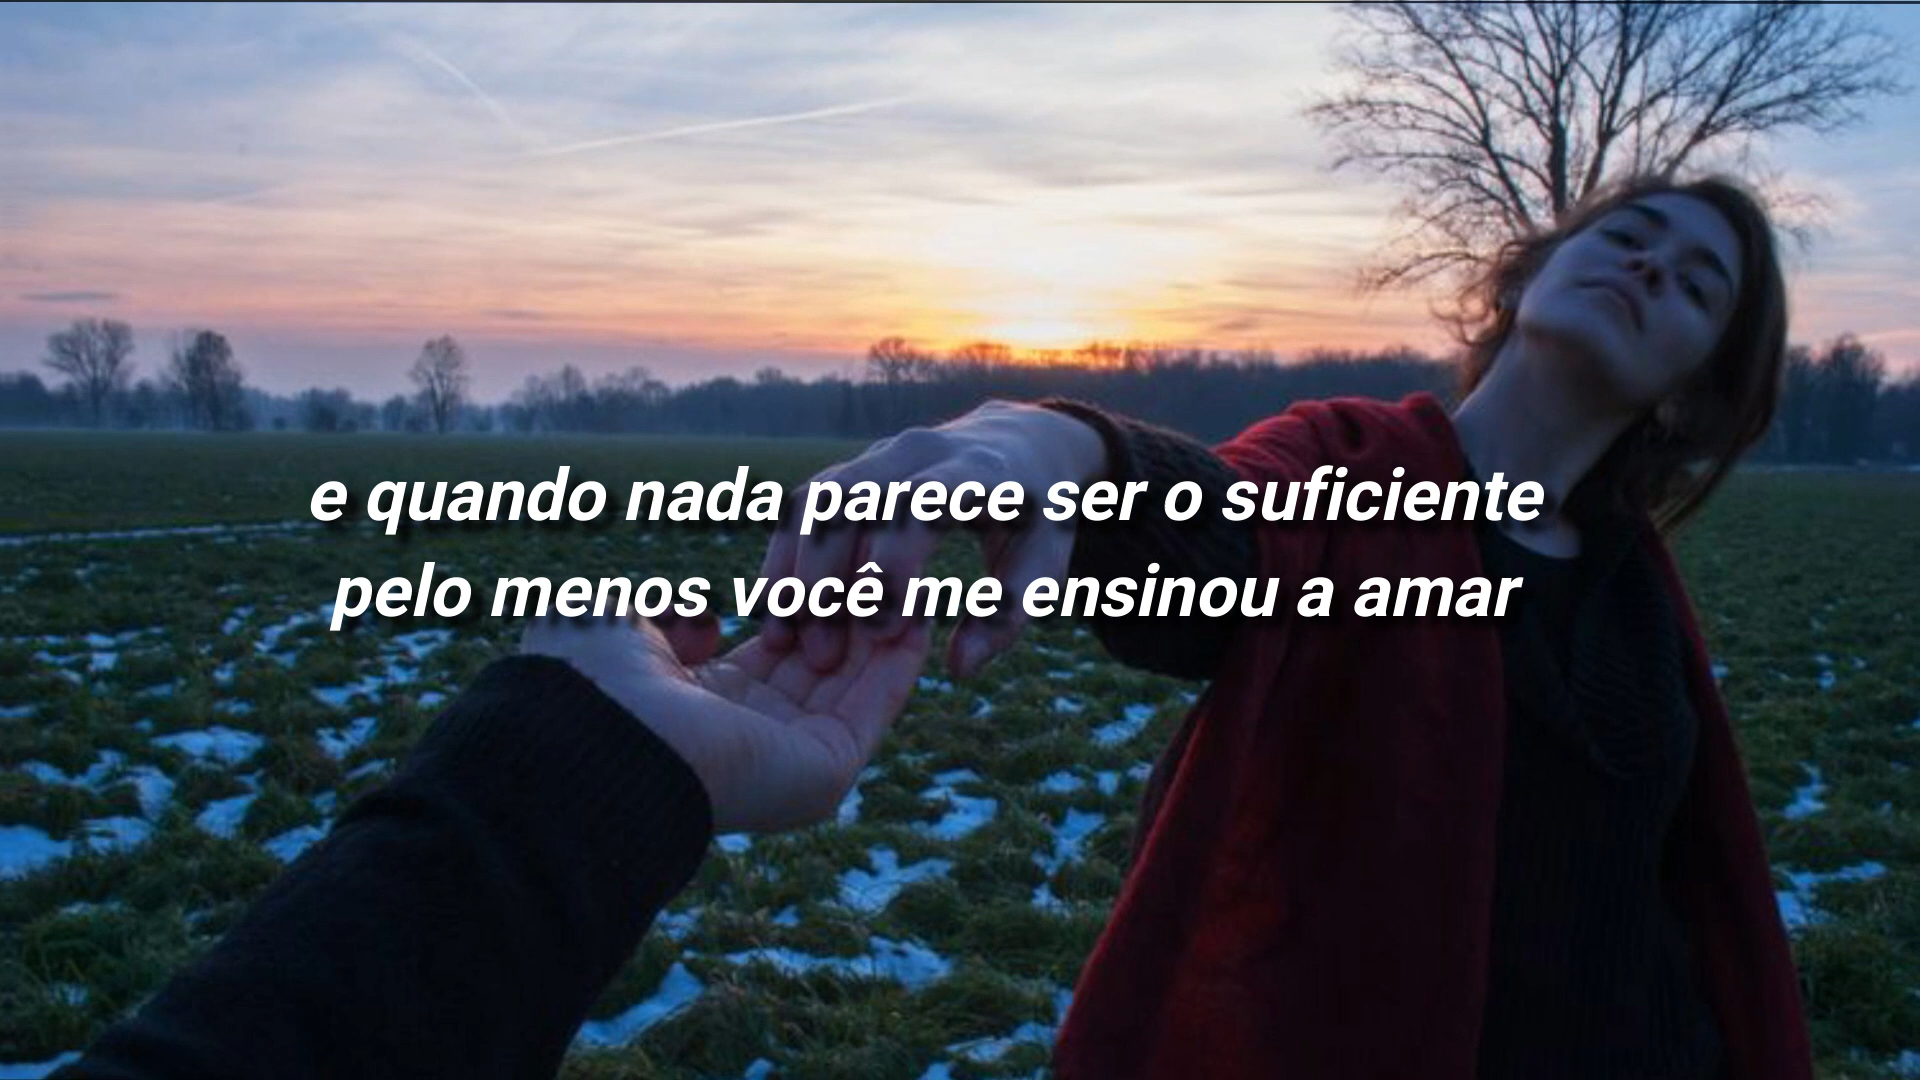 e quando nada parece ser o suficiente
pelo menos você me ensinou a amar